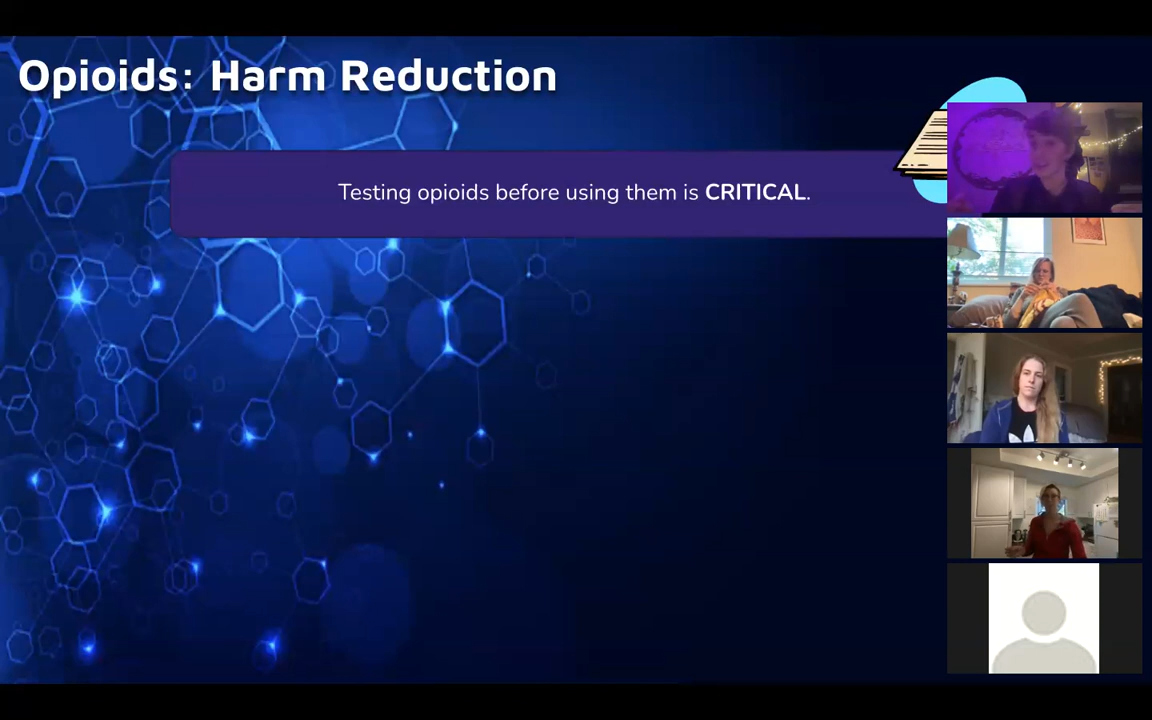 Opioids: Harm Reduction
Testing opioids before using them is CRITICAL.